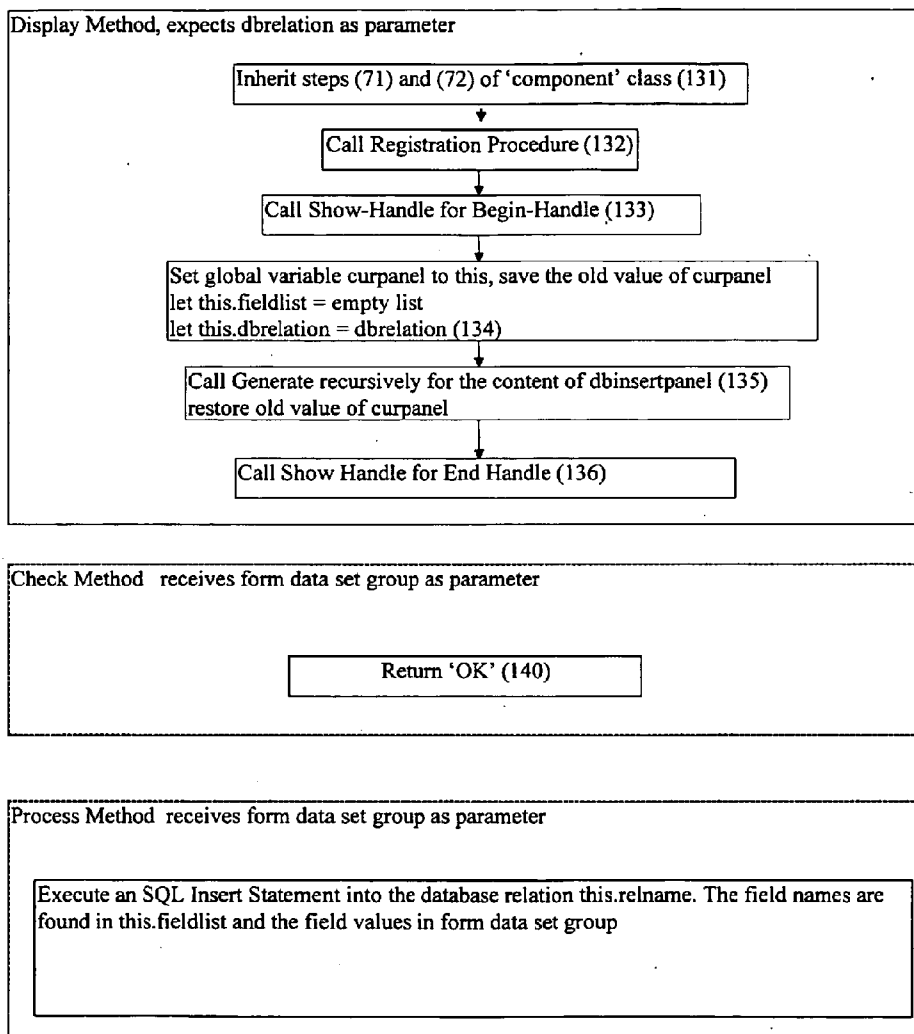 Display Method, expects dbrelation as parameter
Inherit steps (71) and (72) of ‘component’ class (131)
Call Registration Procedure (132)
Call Show-Handle for Begin-Handle (133)
Set global variable curpanel to this, save the old value of curpanel
let this.fieldlist = empty list
let this.dbrelation = dbrelation (134)
Call Generate recursively for the content of dbinsertpanel (135)
restore old value of curpanel
Call Show Handle for End Handle (136)
Check Method receives form data set group as parameter
Return ‘OK’ (140)
Process Method receives form data set group as parameter
Execute an SQL Insert Statement into the database relation this.relname. The field names are
found in this.fieldlist and the field values in form data set group